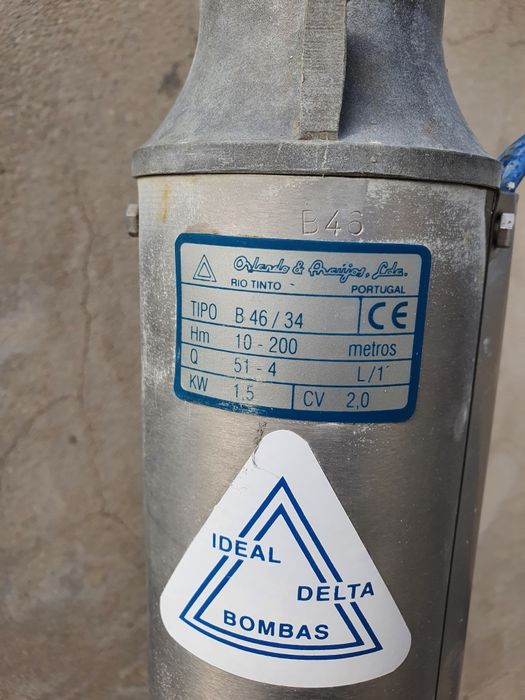 B46
Orlando & Araújos, Lda.
RIO TINTO PORTUGAL
TIPO B 46 / 34 CE
Hm 10 - 200 metros
Q 51 - 4 L/1'
KW 1,5 CV 2,0
IDEAL
DELTA
BOMBAS